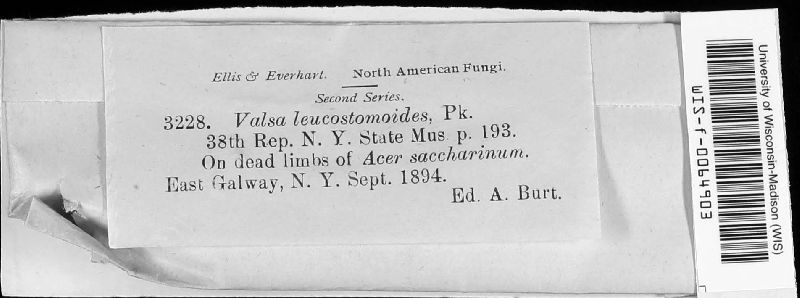 Ellis & Everhart. North American Fungi.
Second Series.
3228. Valsa leucostomoides, Pk.
38th Rep. N. Y. State Mus. p. 193.
On dead limbs of Acer saccharinum.
East Galway, N. Y. Sept. 1894.
Ed. A. Burt.
University of Wisconsin-Madison (WIS)
WIS-f-0064903